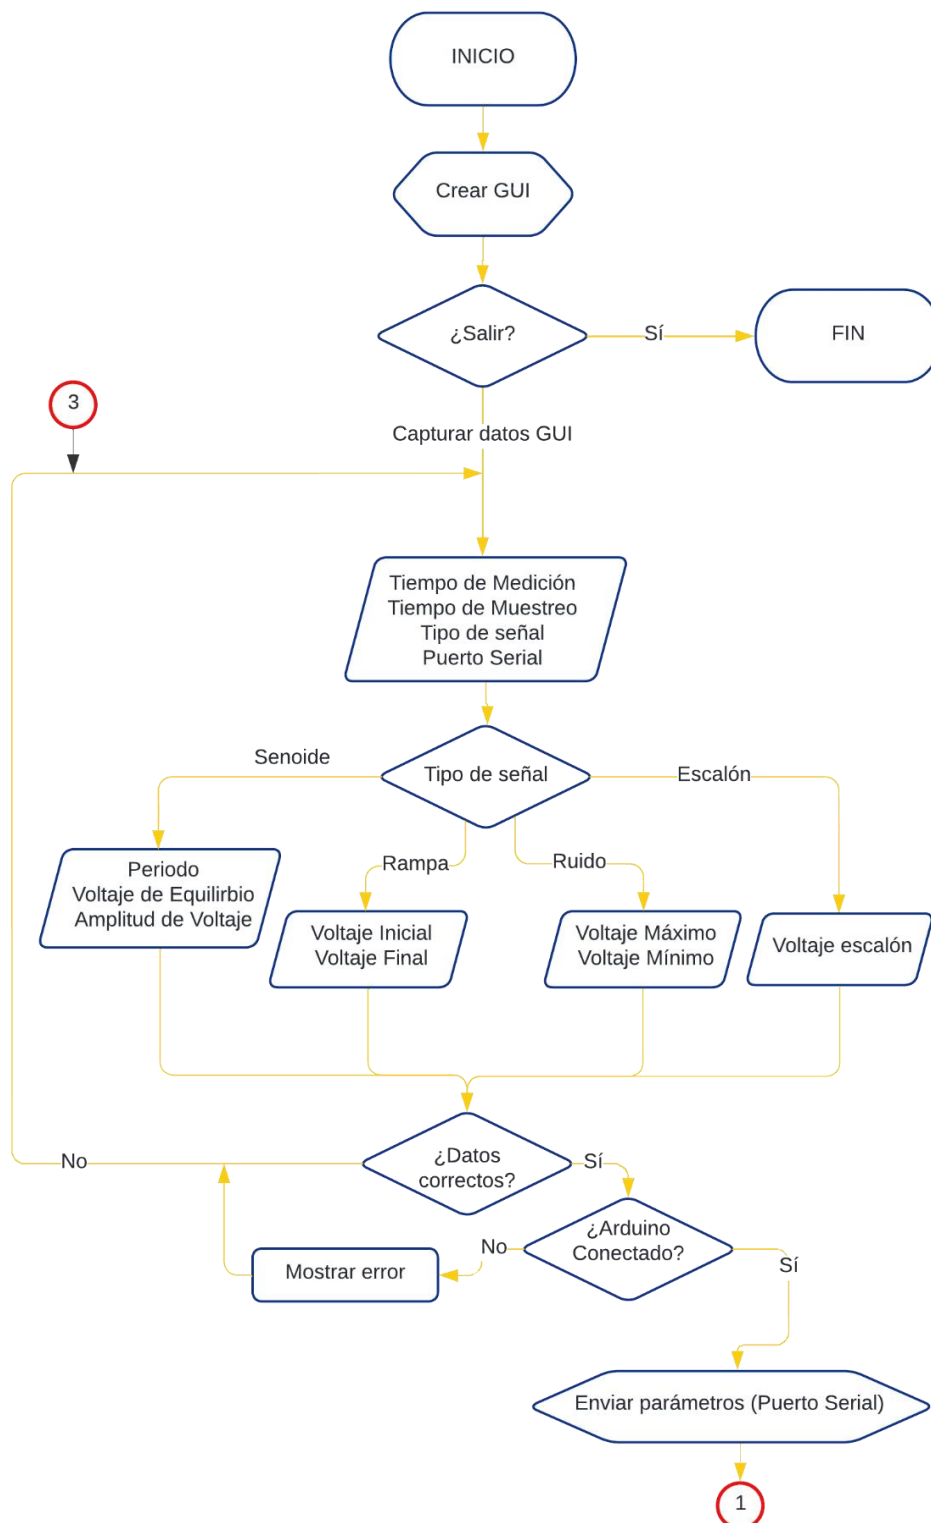 INICIO
Crear GUI
¿Salir?
Sí
FIN
3
Capturar datos GUI
Tiempo de Medición
Tiempo de Muestreo
Tipo de señal
Puerto Serial
Senoide
Tipo de señal
Escalón
Rampa
Ruido
Periodo
Voltaje de Equilirbio
Amplitud de Voltaje
Voltaje Inicial
Voltaje Final
Voltaje Máximo
Voltaje Mínimo
Voltaje escalón
No
¿Datos
correctos?
Sí
¿Arduino
Conectado?
No
Sí
Mostrar error
Enviar parámetros (Puerto Serial)
1